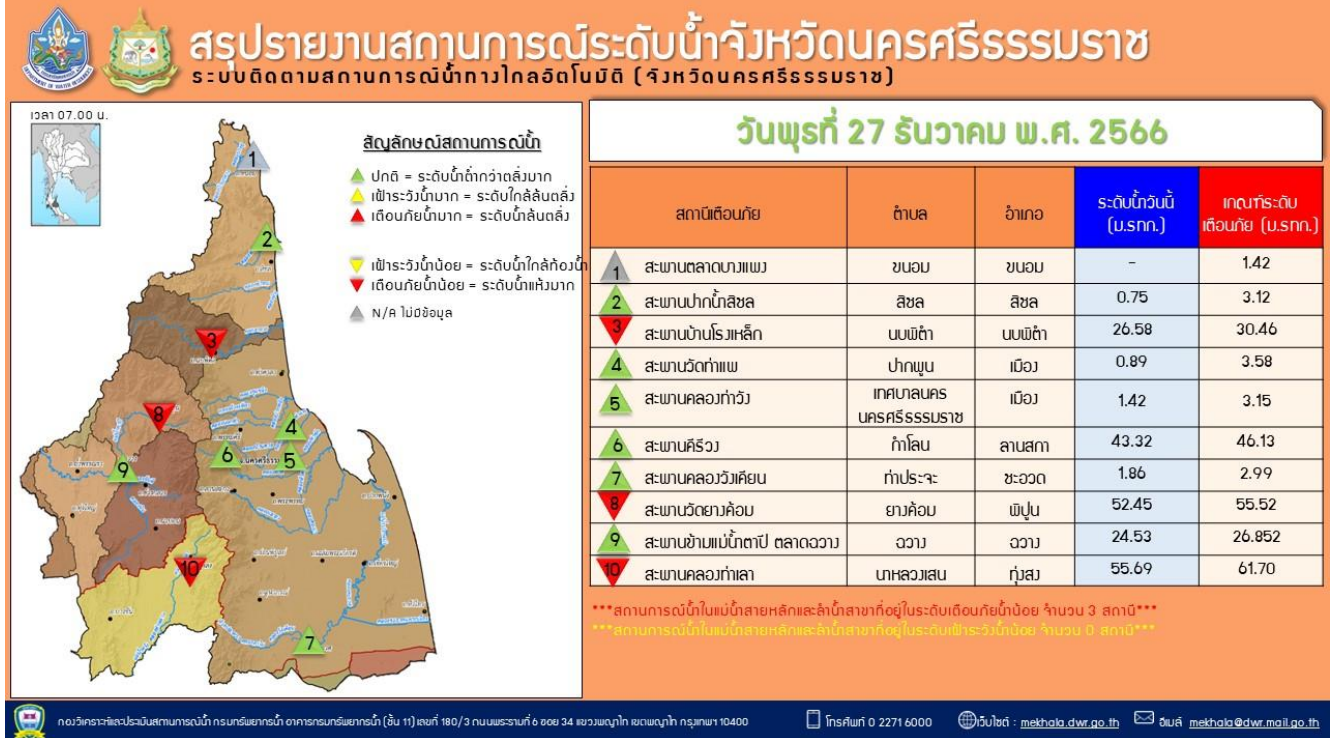 สรุปรายงานสถานการณ์ระดับน้ำจังหวัดนครศรีธรรมราช
ระบบติดตามสถานการณ์น้ำทางไกลอัตโนมัติ (จังหวัดนครศรีธรรมราช)
เวลา 07.00 น.
สัญลักษณ์สถานการณ์น้ำ
ปกติ = ระดับน้ำต่ำกว่าตลิ่งมาก
เฝ้าระวังน้ำมาก = ระดับใกล้ล้นตลิ่ง
เตือนภัยน้ำมาก = ระดับน้ำล้นตลิ่ง
เฝ้าระวังน้ำน้อย = ระดับน้ำใกล้ท้องน้ำ
เตือนภัยน้ำน้อย = ระดับน้ำแห้งมาก
N/A ไม่มีข้อมูล
1
2
3
4
5
6
7
8
9
10
วันพุธที่ 27 ธันวาคม พ.ศ. 2566
สถานีเตือนภัย ตำบล อำเภอ ระดับน้ำวันนี้ (ม.รทก.) เกณฑ์ระดับเตือนภัย (ม.รทก.)
1 สะพานตลาดบางแพง ขนอม ขนอม - 1.42
2 สะพานปากน้ำสิชล สิชล สิชล 0.75 3.12
3 สะพานบ้านโรงเหล็ก นบพิตำ นบพิตำ 26.58 30.46
4 สะพานวัดท่าแพ ปากพูน เมือง 0.89 3.58
5 สะพานคลองท่าวัง เทศบาลนครนครศรีธรรมราช เมือง 1.42 3.15
6 สะพานคีรีวง กำโลน ลานสกา 43.32 46.13
7 สะพานคลองวังเคียน ท่าประจะ ชะอวด 1.86 2.99
8 สะพานวัดยางค้อม ยางค้อม พิปูน 52.45 55.52
9 สะพานข้ามแม่น้ำตาปี ตลาดฉวาง ฉวาง ฉวาง 24.53 26.852
10 สะพานคลองท่าเลา นาหลวงเสน ทุ่งสง 55.69 61.70
***สถานการณ์น้ำในแม่น้ำสายหลักและลำน้ำสาขาที่อยู่ในระดับเตือนภัยน้ำน้อย จำนวน 3 สถานี***
***สถานการณ์น้ำในแม่น้ำสายหลักและลำน้ำสาขาที่อยู่ในระดับเฝ้าระวังน้ำน้อย จำนวน 0 สถานี***
กองวิเคราะห์และประเมินสถานการณ์น้ำ กรมทรัพยากรน้ำ อาคารกรมทรัพยากรน้ำ (ชั้น 11) เลขที่ 180/3 ถนนพระรามที่ 6 ซอย 34 แขวงพญาไท เขตพญาไท กรุงเทพฯ 10400
โทรศัพท์ 0 2271 6000
เว็บไซต์ : mekhala.dwr.go.th
อีเมล์ mekhala@dwr.mail.go.th